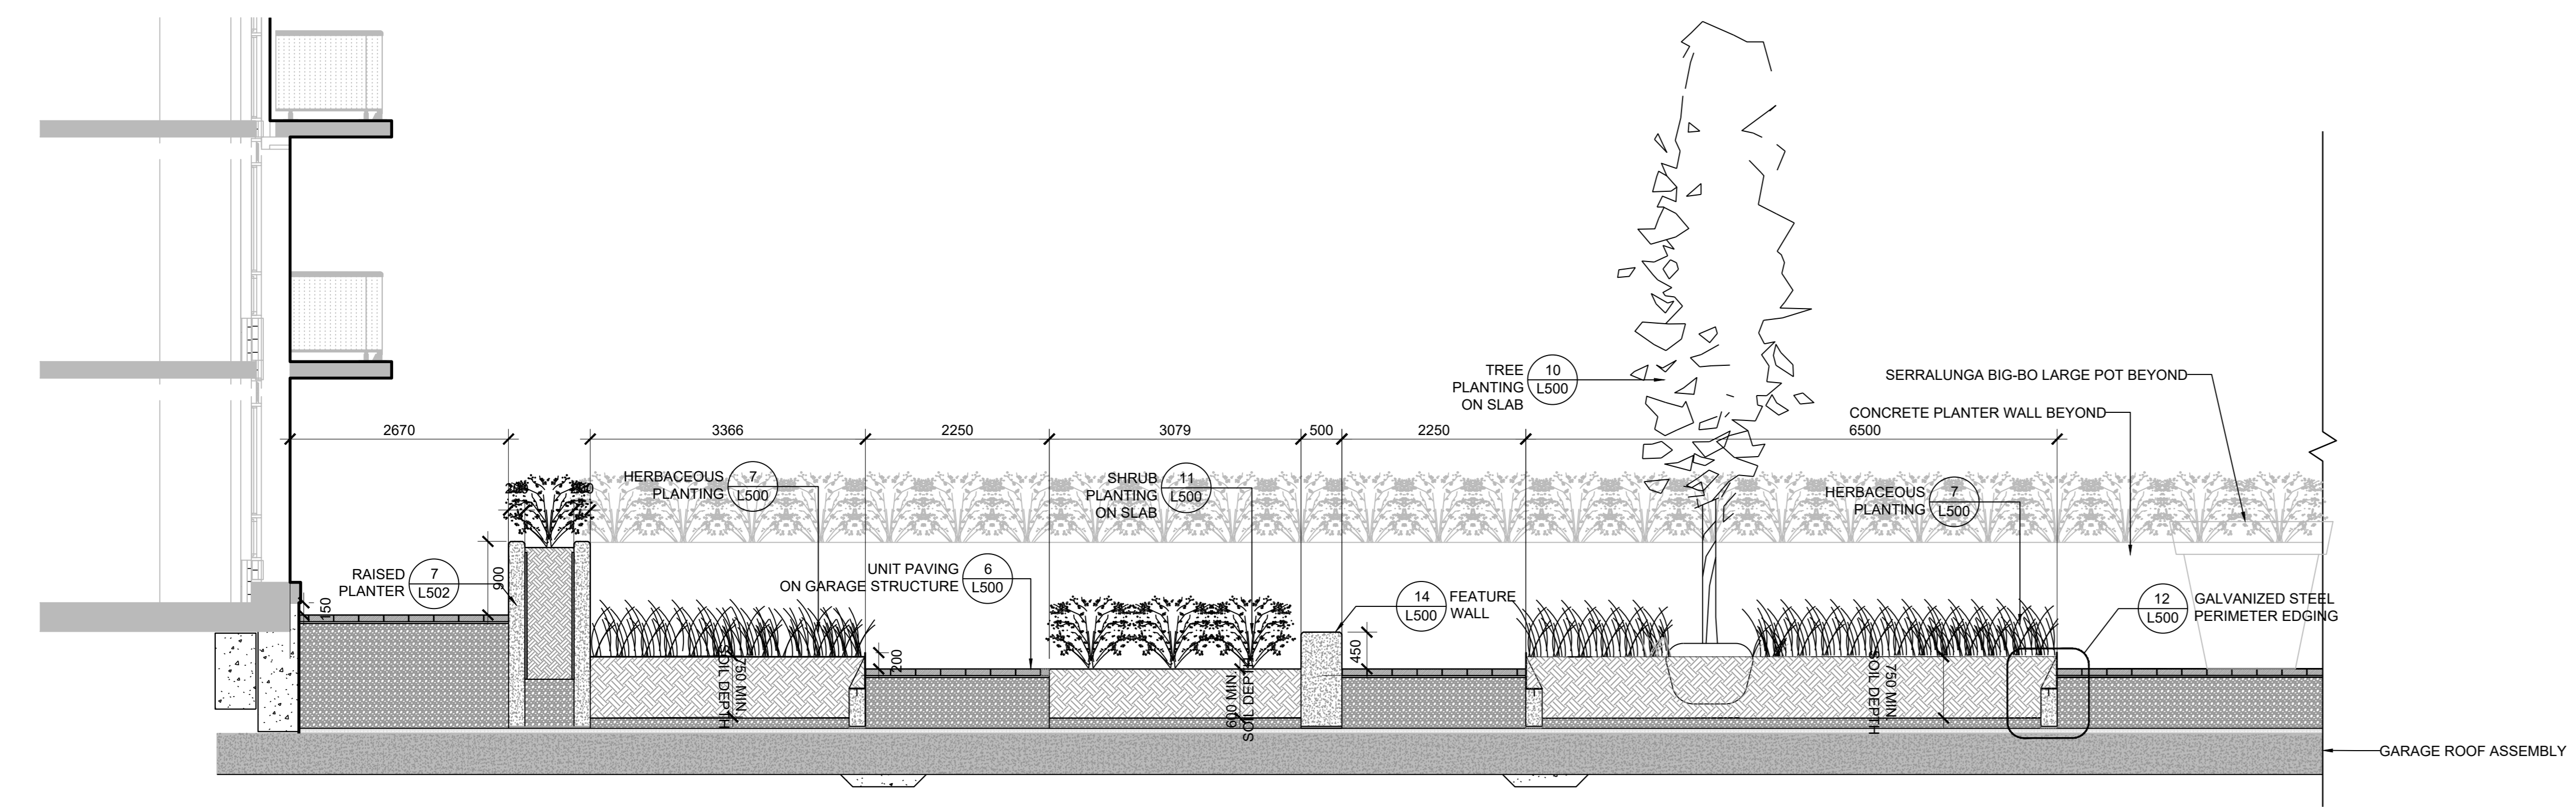 TREE
PLANTING
ON SLAB
10
L500
SERRALUNGA BIG-BO LARGE POT BEYOND
CONCRETE PLANTER WALL BEYOND
2670
3366
2250
3079
500
2250
6500
HERBACEOUS
PLANTING
7
L500
SHRUB
PLANTING
ON SLAB
11
L500
HERBACEOUS
PLANTING
7
L500
RAISED
PLANTER
7
L502
900
150
UNIT PAVING
ON GARAGE STRUCTURE
6
L500
14
L500
FEATURE
WALL
12
L500
GALVANIZED STEEL
PERIMETER EDGING
750 MIN.
SOIL DEPTH
200
600 MIN.
SOIL DEPTH
450
750 MIN.
SOIL DEPTH
GARAGE ROOF ASSEMBLY